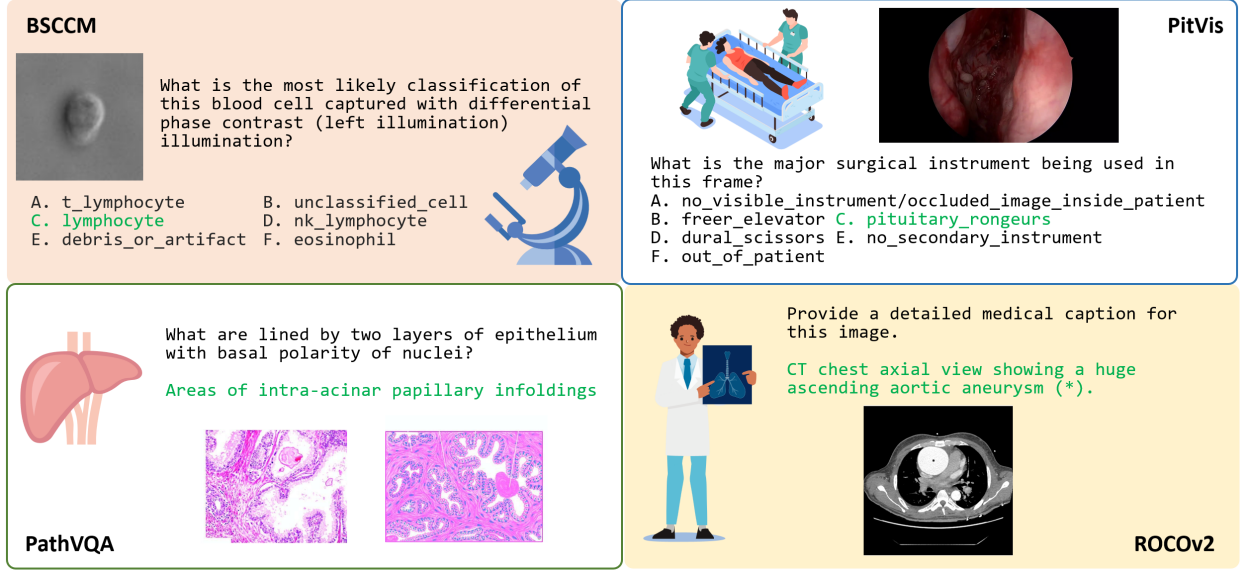 BSCCM
What is the most likely classification of
this blood cell captured with differential
phase contrast (left illumination)
illumination?
A. t_lymphocyte B. unclassified_cell
C. lymphocyte D. nk_lymphocyte
E. debris_or_artifact F. eosinophil
PitVis
What is the major surgical instrument being used in
this frame?
A. no_visible_instrument/occluded_image_inside_patient
B. freer_elevator C. pituitary_rongeurs
D. dural_scissors E. no_secondary_instrument
F. out_of_patient
What are lined by two layers of epithelium
with basal polarity of nuclei?
Areas of intra-acinar papillary infoldings
PathVQA
Provide a detailed medical caption for
this image.
CT chest axial view showing a huge
ascending aortic aneurysm (*).
ROCOv2